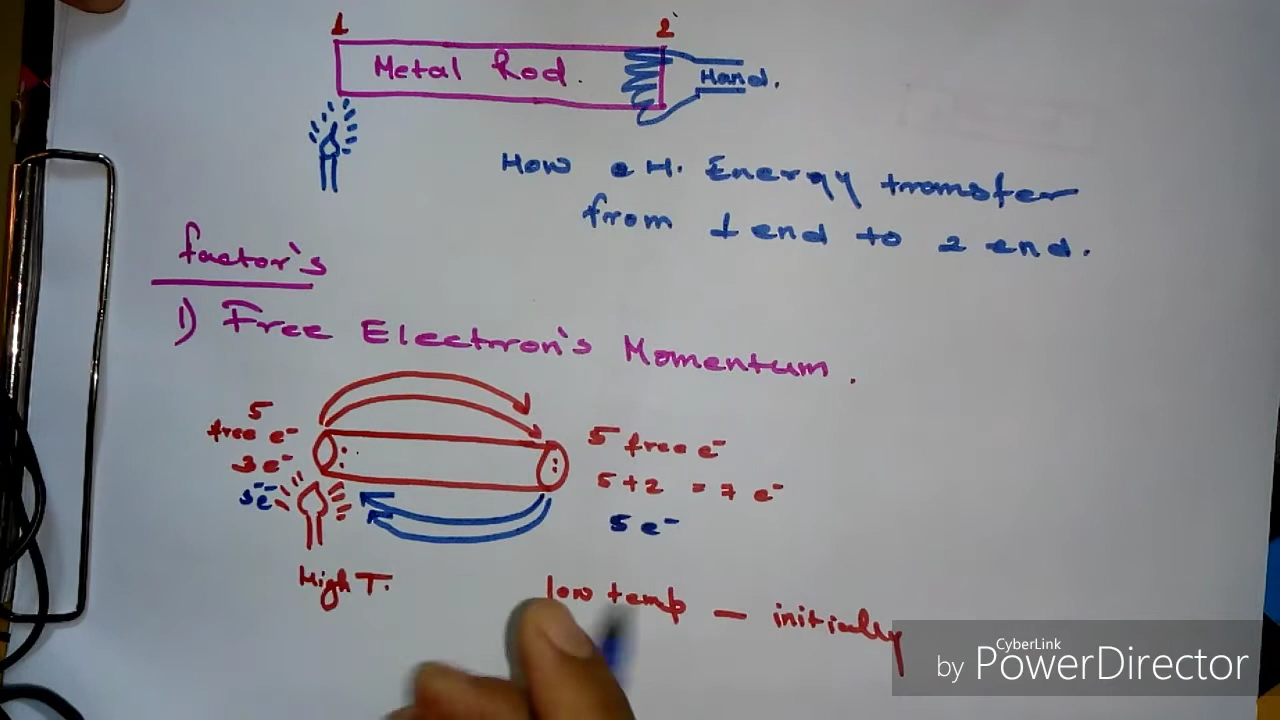 1 2
Metal Rod.
Hand.
How H. Energy transfer
from 1 end to 2 end.
factor's
1) Free Electron's Momentum.
5
free e⁻
3e⁻
5e⁻
5 free e⁻
5+2 = 7 e⁻
5 e⁻
High T.
low temp — initially
CyberLink
by PowerDirector